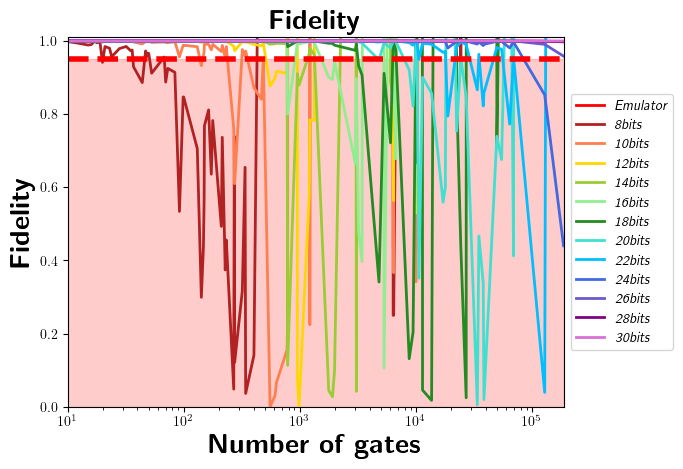 Fidelity
Fidelity
1.0
0.8
0.6
0.4
0.2
0.0
10^1
10^2
10^3
10^4
10^5
Number of gates
Emulator
8bits
10bits
12bits
14bits
16bits
18bits
20bits
22bits
24bits
26bits
28bits
30bits